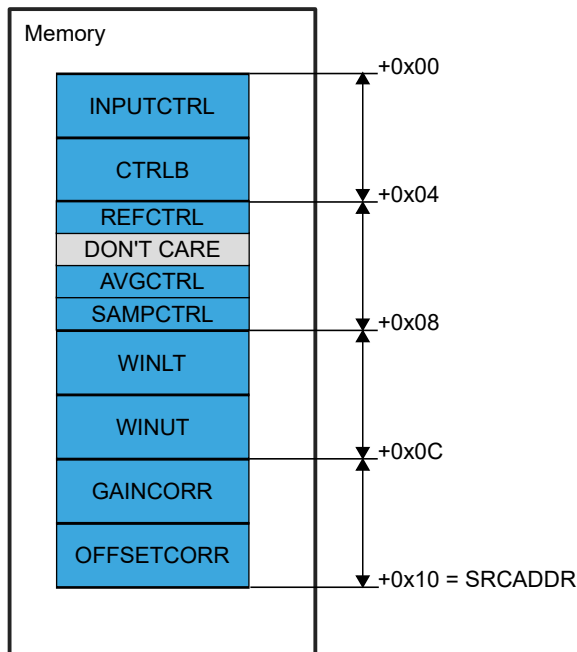 Memory
+0x00
INPUTCTRL
CTRLB
+0x04
REFCTRL
DON'T CARE
AVGCTRL
SAMPCTRL
+0x08
WINLT
WINUT
+0x0C
GAINCORR
OFFSETCORR
+0x10 = SRCADDR